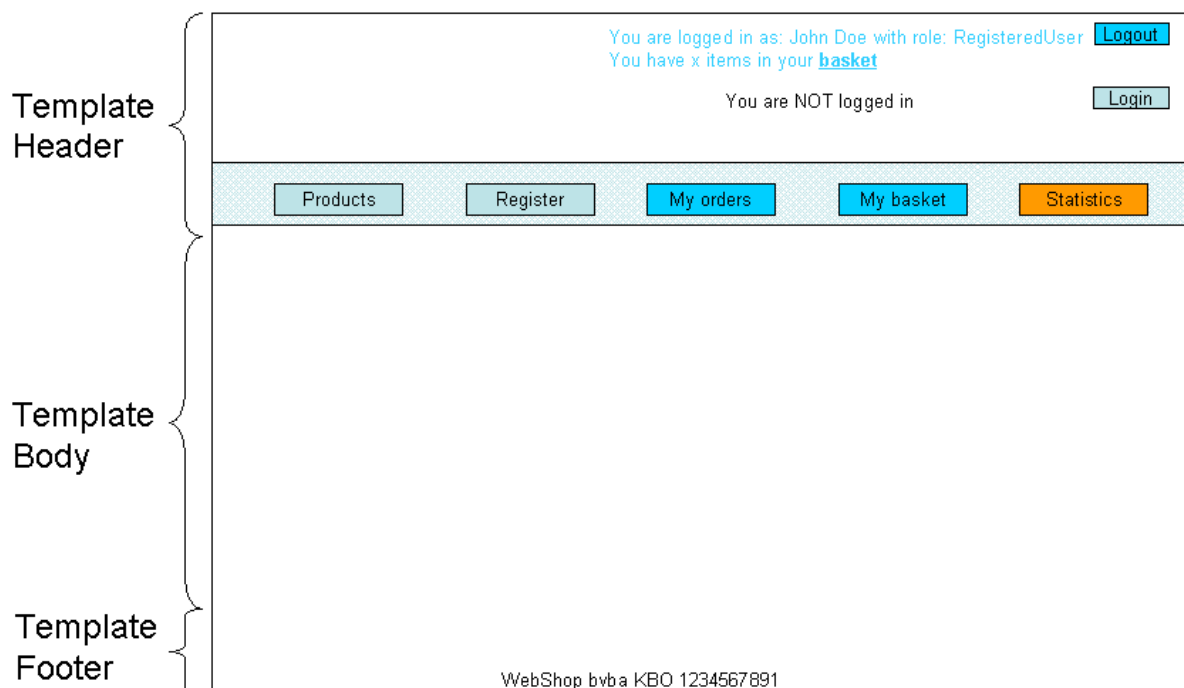 Template
Header
You are logged in as: John Doe with role: RegisteredUser
Logout
You have x items in your basket
You are NOT logged in
Login
Products
Register
My orders
My basket
Statistics
Template
Body
Template
Footer
WebShop bvba KBO 1234567891